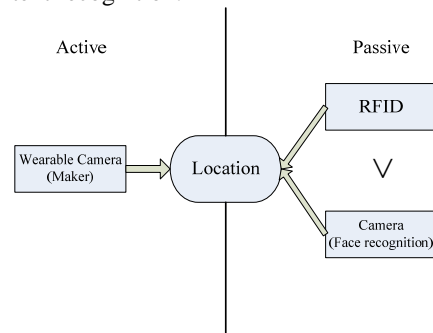 Active
Passive
RFID
Wearable Camera
(Maker)
Location
∨
Camera
(Face recognition)